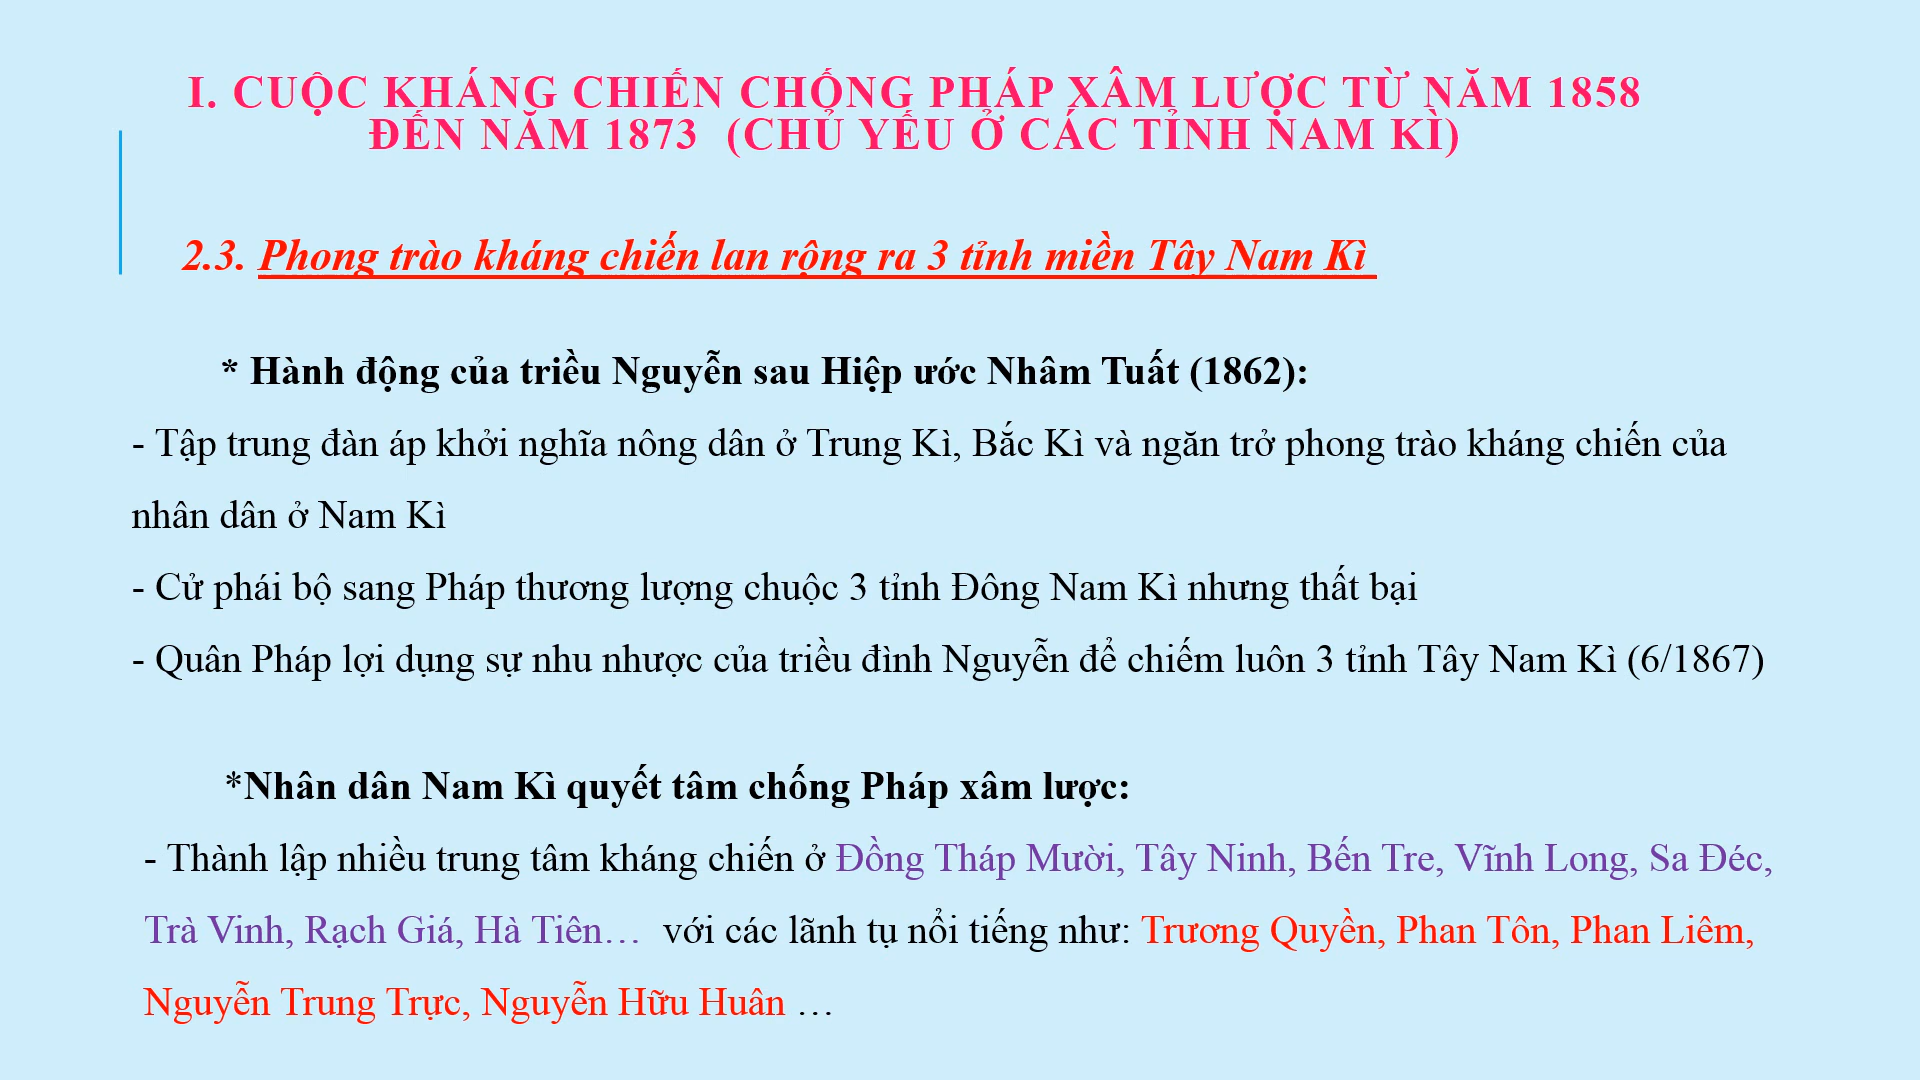 I. CUỘC KHÁNG CHIẾN CHỐNG PHÁP XÂM LƯỢC TỪ NĂM 1858
ĐẾN NĂM 1873 (CHỦ YẾU Ở CÁC TỈNH NAM KÌ)
2.3. Phong trào kháng chiến lan rộng ra 3 tỉnh miền Tây Nam Kì
* Hành động của triều Nguyễn sau Hiệp ước Nhâm Tuất (1862):
- Tập trung đàn áp khởi nghĩa nông dân ở Trung Kì, Bắc Kì và ngăn trở phong trào kháng chiến của
nhân dân ở Nam Kì
- Cử phái bộ sang Pháp thương lượng chuộc 3 tỉnh Đông Nam Kì nhưng thất bại
- Quân Pháp lợi dụng sự nhu nhược của triều đình Nguyễn để chiếm luôn 3 tỉnh Tây Nam Kì (6/1867)
*Nhân dân Nam Kì quyết tâm chống Pháp xâm lược:
- Thành lập nhiều trung tâm kháng chiến ở Đồng Tháp Mười, Tây Ninh, Bến Tre, Vĩnh Long, Sa Đéc,
Trà Vinh, Rạch Giá, Hà Tiên… với các lãnh tụ nổi tiếng như: Trương Quyền, Phan Tôn, Phan Liêm,
Nguyễn Trung Trực, Nguyễn Hữu Huân …